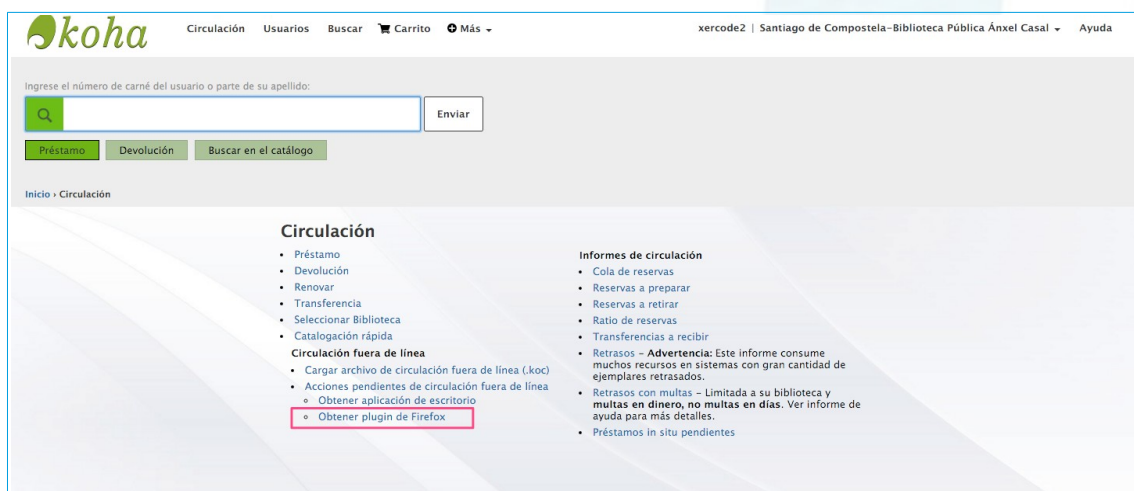 koha
Circulación Usuarios Buscar Carrito Más
xercode2 | Santiago de Compostela-Biblioteca Pública Ánxel Casal Ayuda
Ingrese el número de carné del usuario o parte de su apellido:
Enviar
Préstamo Devolución Buscar en el catálogo
Inicio › Circulación
Circulación
• Préstamo
• Devolución
• Renovar
• Transferencia
• Seleccionar Biblioteca
• Catalogación rápida
Circulación fuera de línea
• Cargar archivo de circulación fuera de línea (.koc)
• Acciones pendientes de circulación fuera de línea
○ Obtener aplicación de escritorio
○ Obtener plugin de Firefox
Informes de circulación
• Cola de reservas
• Reservas a preparar
• Reservas a retirar
• Ratio de reservas
• Transferencias a recibir
• Retrasos – Advertencia: Este informe consume
muchos recursos en sistemas con gran cantidad de
ejemplares retrasados.
• Retrasos con multas – Limitada a su biblioteca y
multas en dinero, no multas en días. Ver informe de
ayuda para más detalles.
• Préstamos in situ pendientes